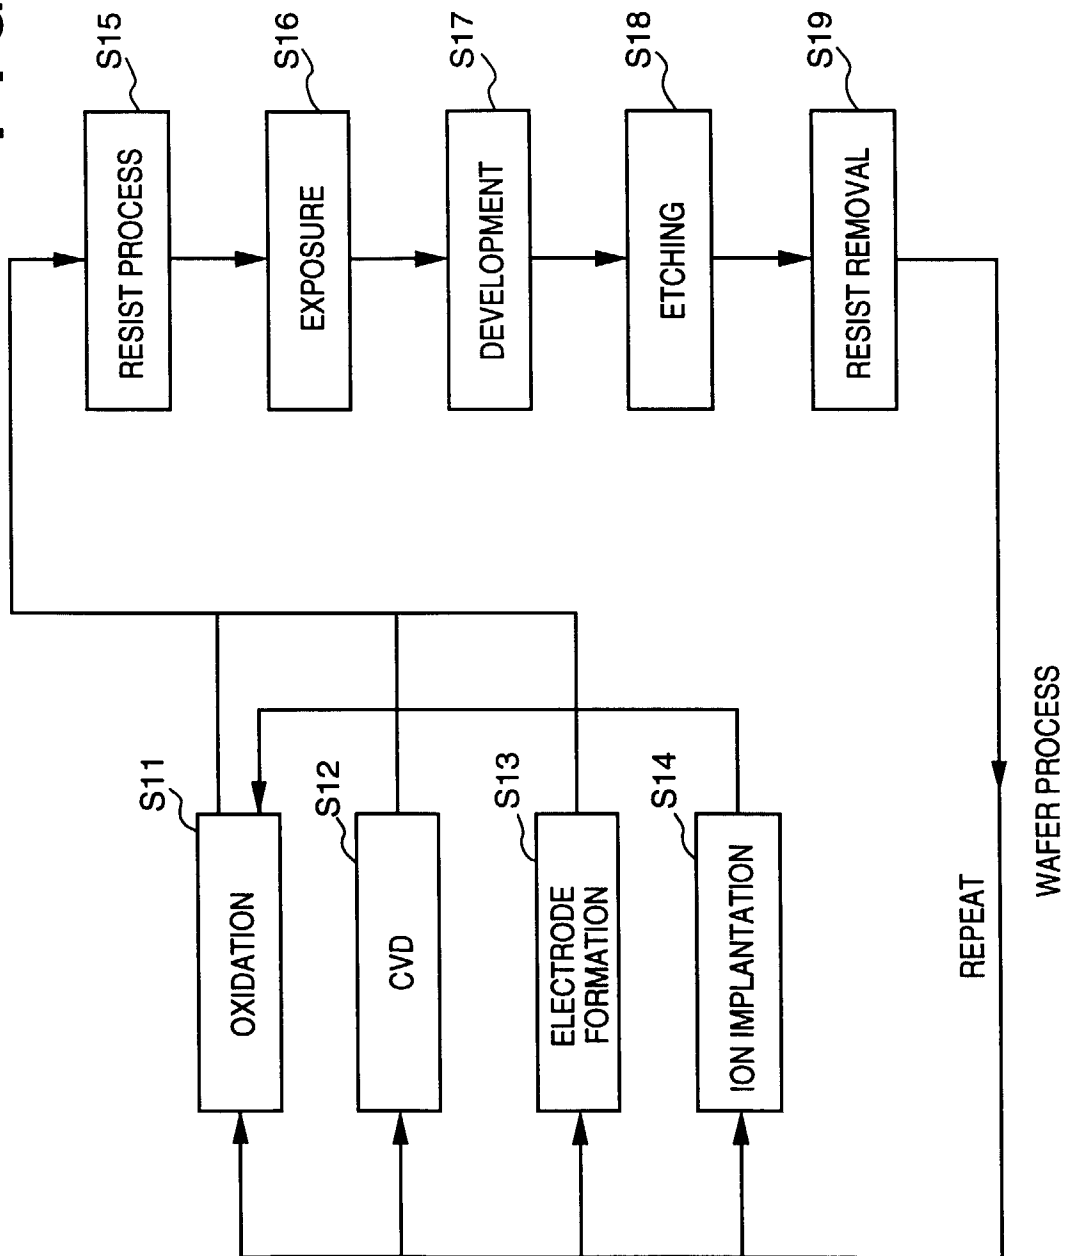 S11
OXIDATION
S12
CVD
S13
ELECTRODE
FORMATION
S14
ION IMPLANTATION
S15
RESIST PROCESS
S16
EXPOSURE
S17
DEVELOPMENT
S18
ETCHING
S19
RESIST REMOVAL
REPEAT
WAFER PROCESS